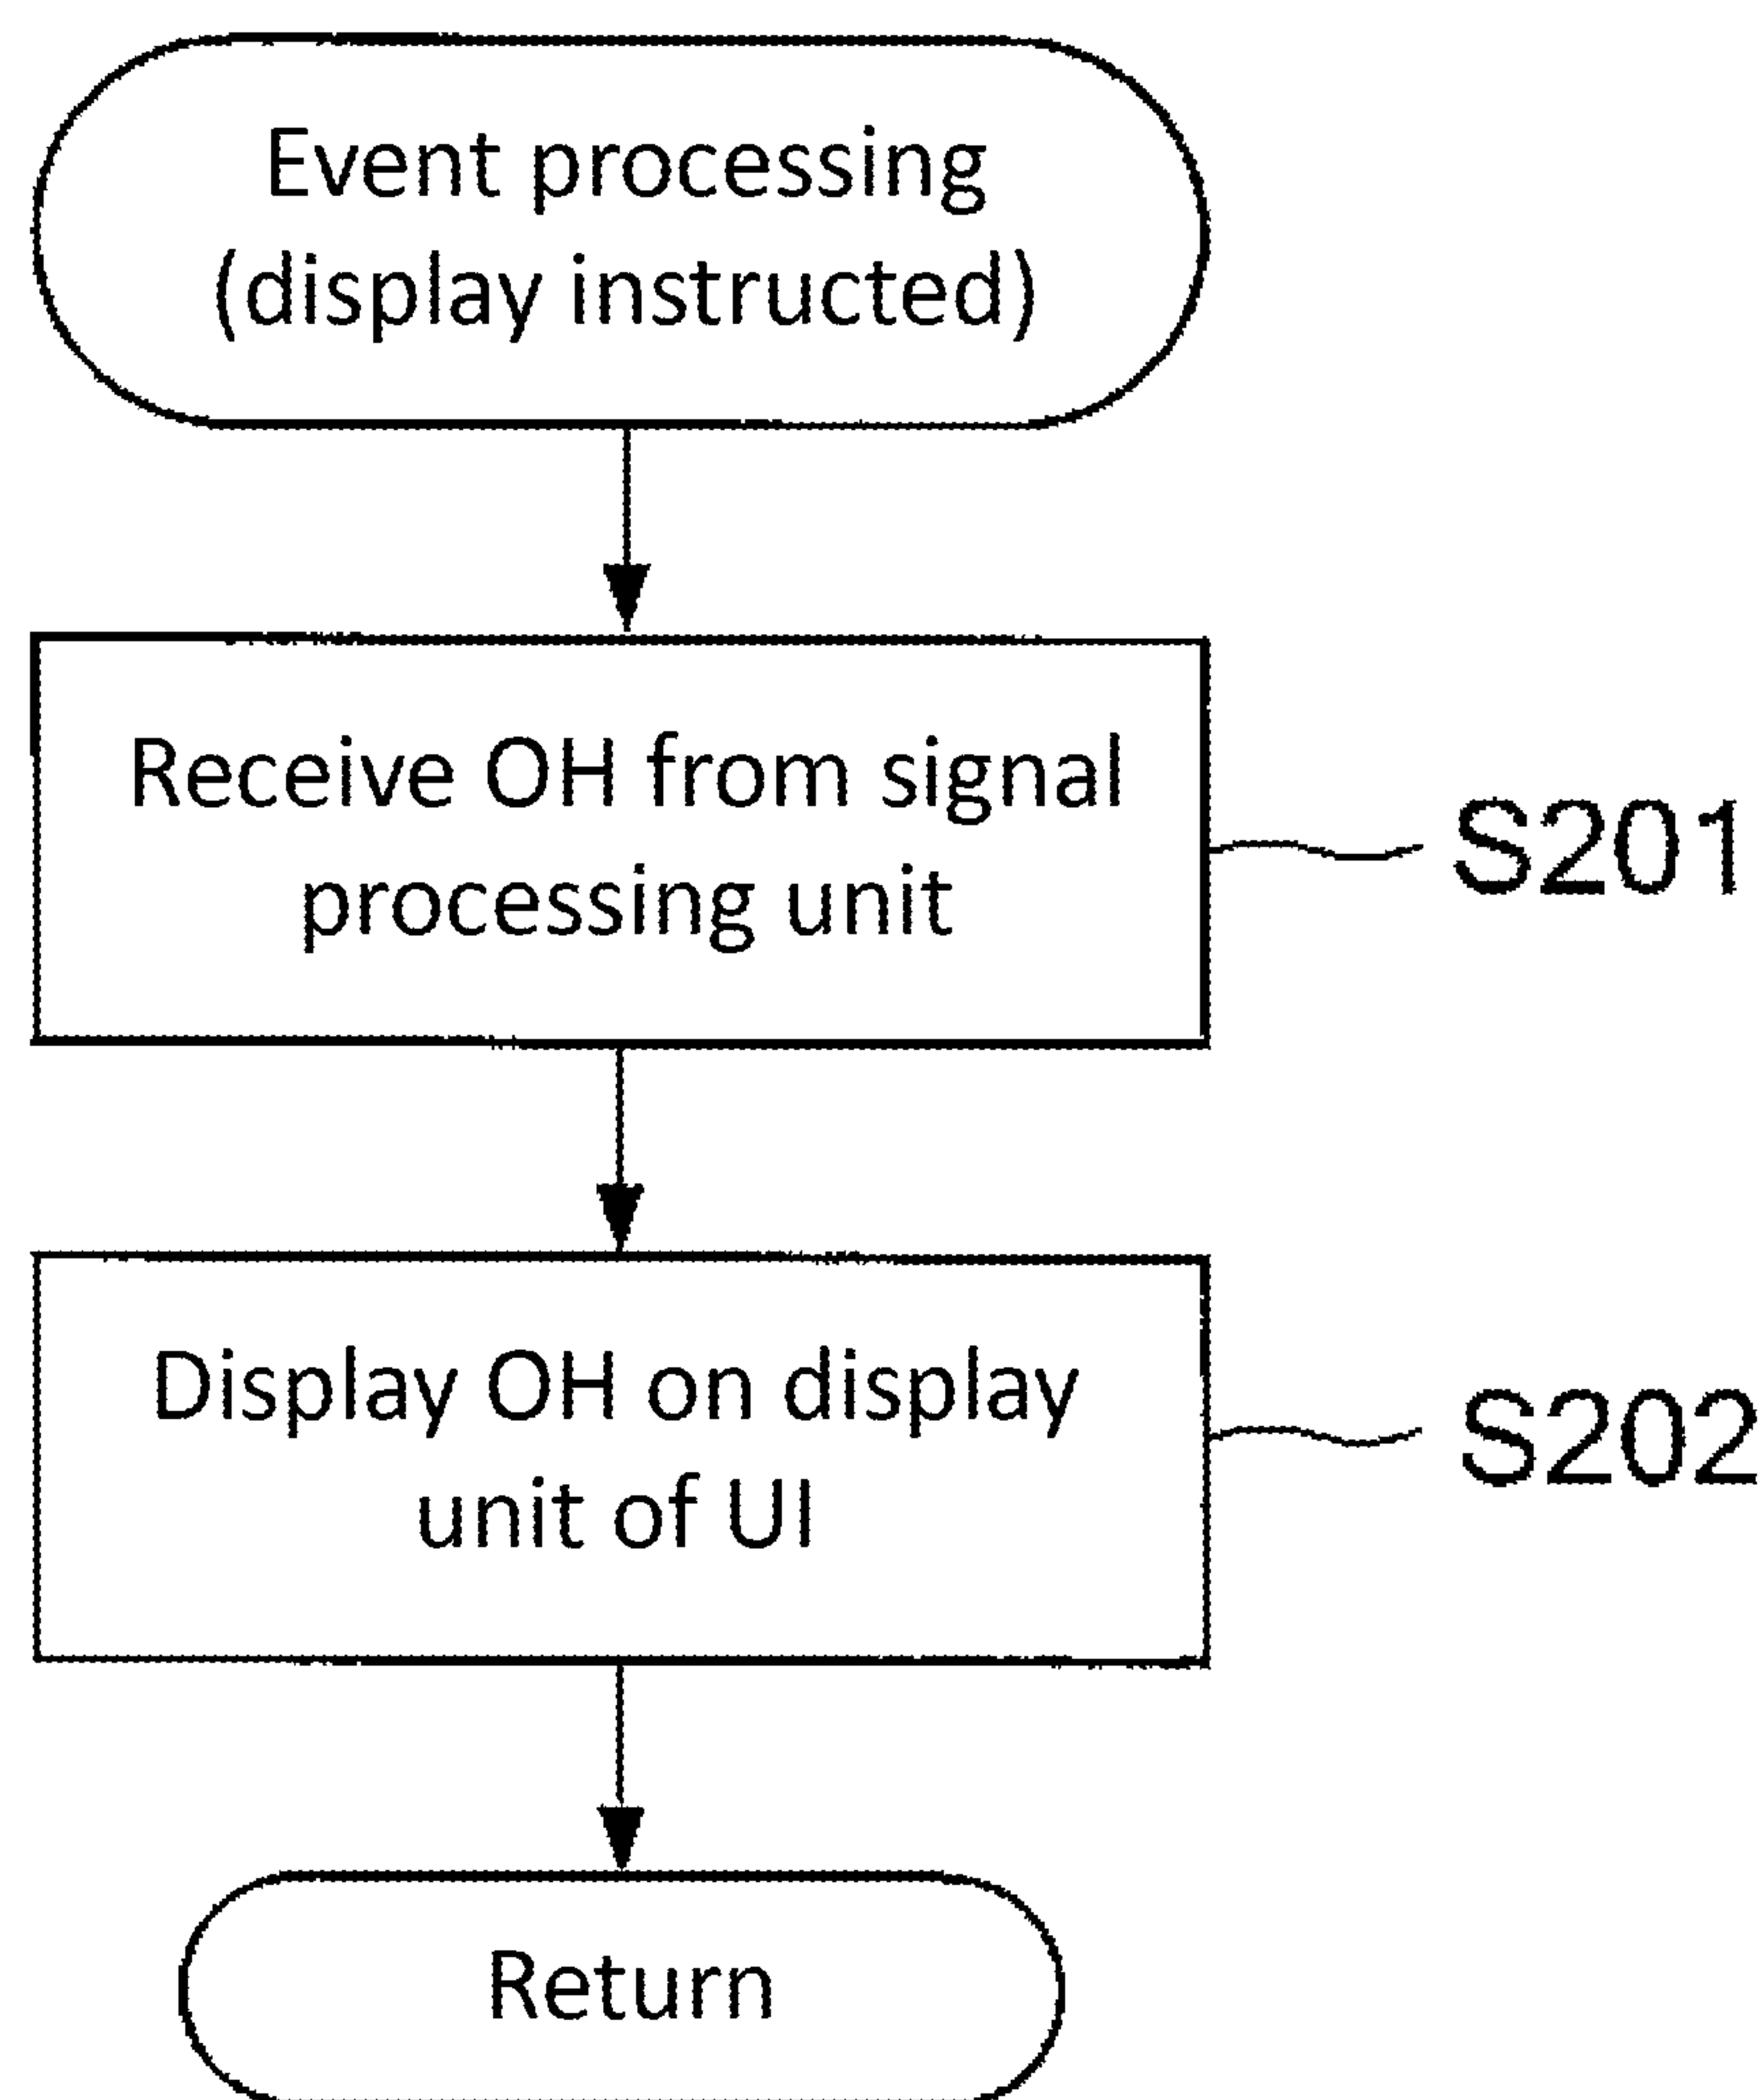 Event processing
(display instructed)
Receive OH from signal
processing unit
S201
Display OH on display
unit of UI
S202
Return